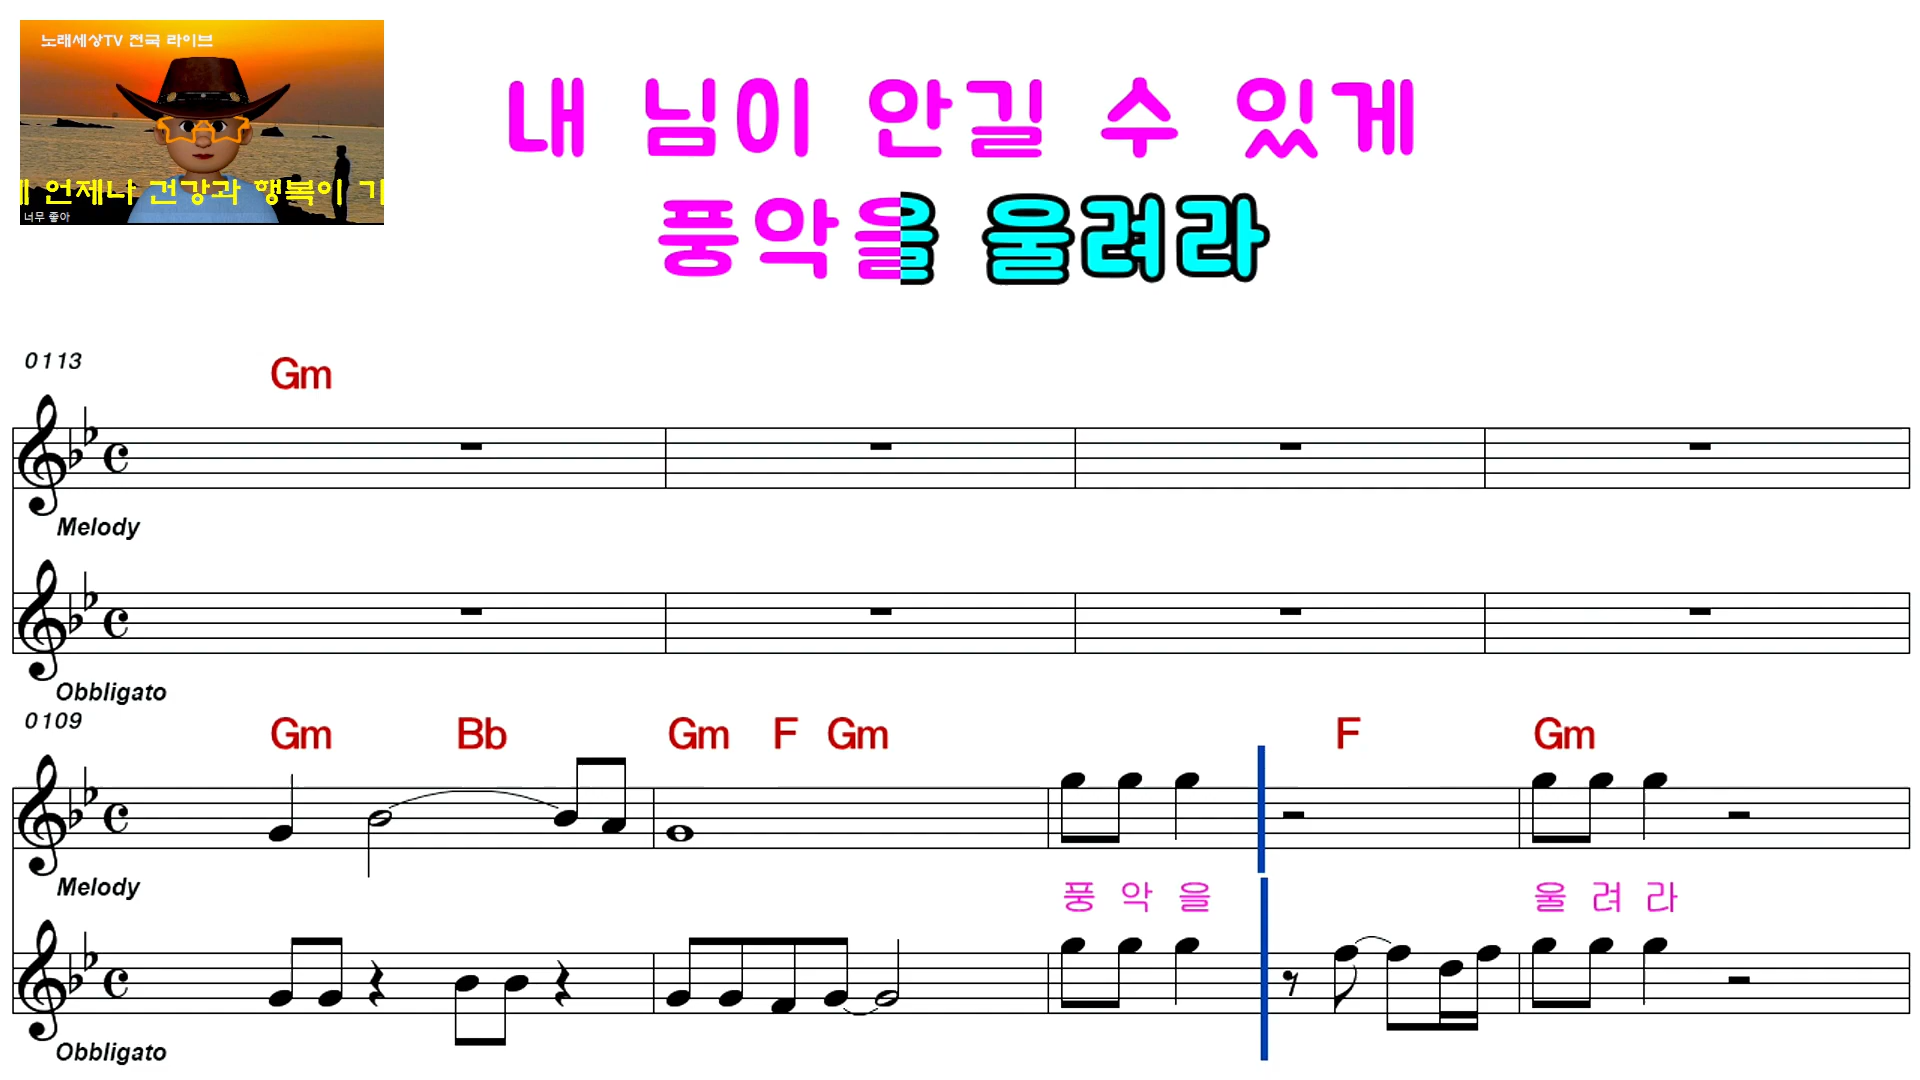 노래세상TV 전국 라이브
언제나 건강과 행복이
너무 좋아
내 님이 안길 수 있게
풍악을 울려라
0113
Gm
Melody
Obbligato
0109
Gm Bb Gm F Gm F Gm
Melody
풍 악 을 울 려 라
Obbligato